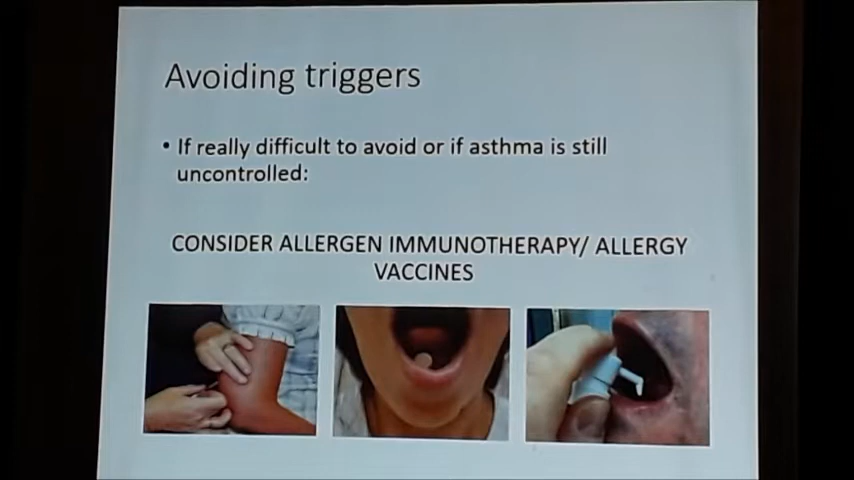 Avoiding triggers
• If really difficult to avoid or if asthma is still
uncontrolled:
CONSIDER ALLERGEN IMMUNOTHERAPY/ ALLERGY
VACCINES